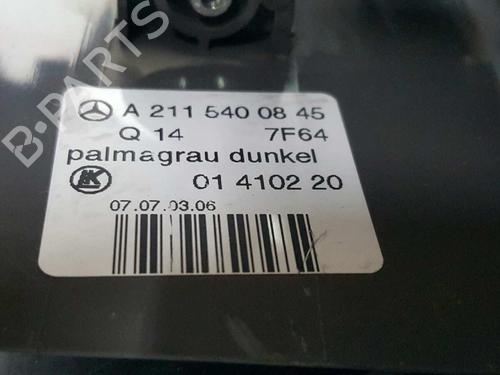 B-PARTS
A 211 540 08 45
Q 14 7F64
palmagrau dunkel
01 4102 20
07.07.03.06